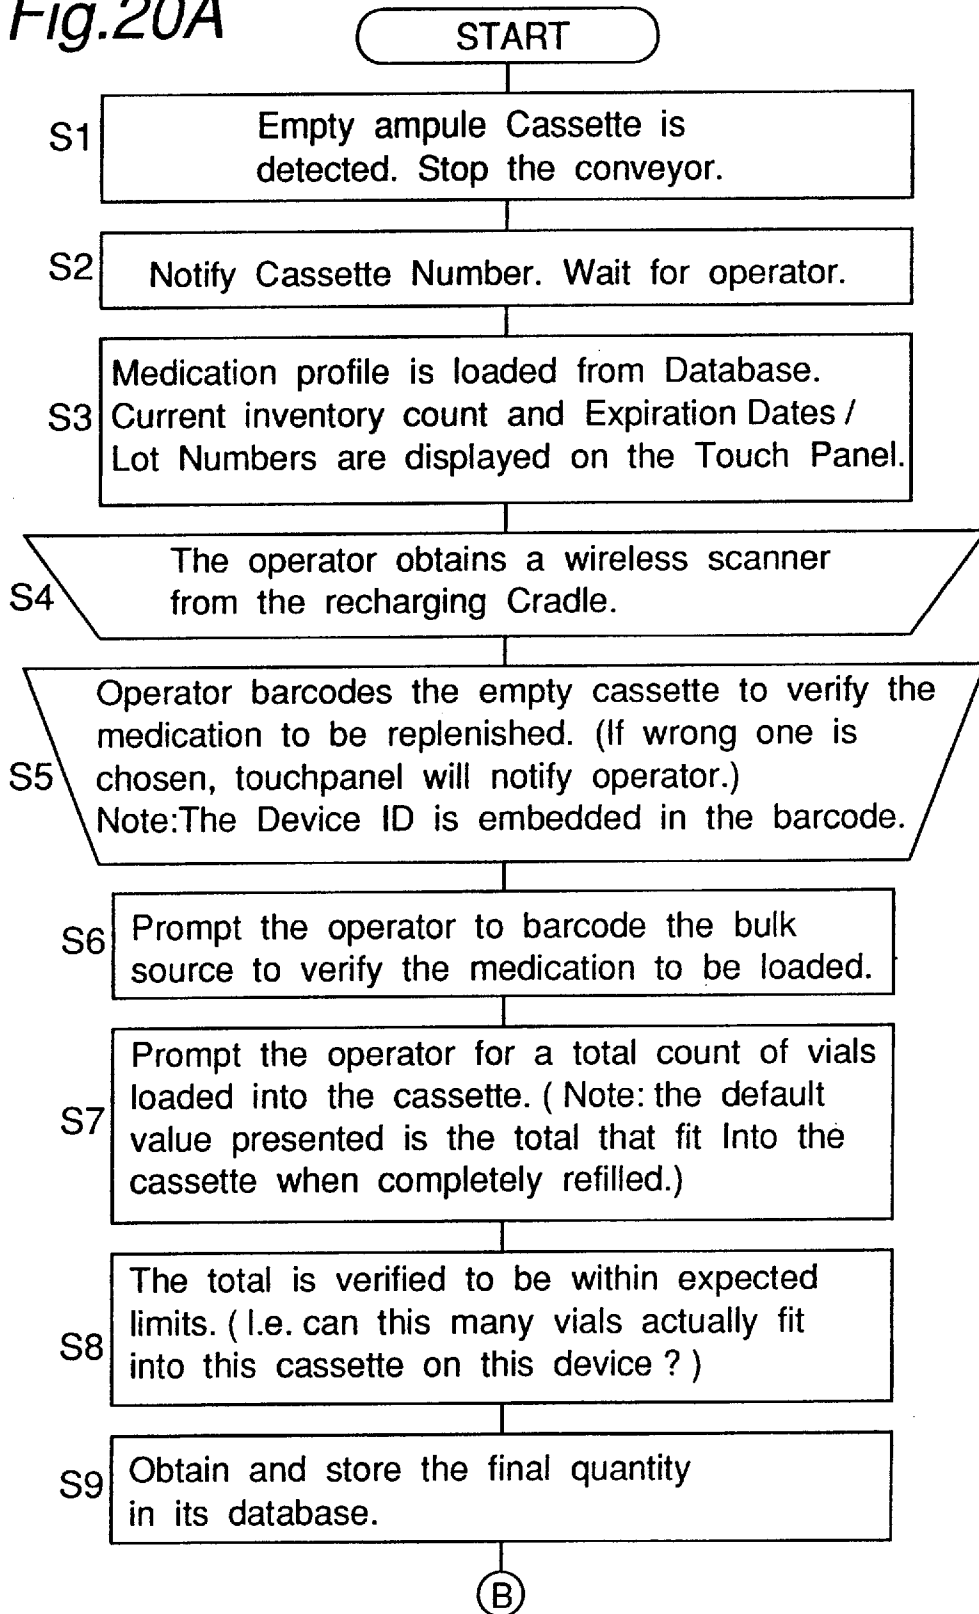 Fig.20A
START
S1
Empty ampule Cassette is
detected. Stop the conveyor.
S2
Notify Cassette Number. Wait for operator.
S3
Medication profile is loaded from Database.
Current inventory count and Expiration Dates /
Lot Numbers are displayed on the Touch Panel.
S4
The operator obtains a wireless scanner
from the recharging Cradle.
S5
Operator barcodes the empty cassette to verify the
medication to be replenished. (If wrong one is
chosen, touchpanel will notify operator.)
Note:The Device ID is embedded in the barcode.
S6
Prompt the operator to barcode the bulk
source to verify the medication to be loaded.
S7
Prompt the operator for a total count of vials
loaded into the cassette. ( Note: the default
value presented is the total that fit Into the
cassette when completely refilled.)
S8
The total is verified to be within expected
limits. ( I.e. can this many vials actually fit
into this cassette on this device ? )
S9
Obtain and store the final quantity
in its database.
B